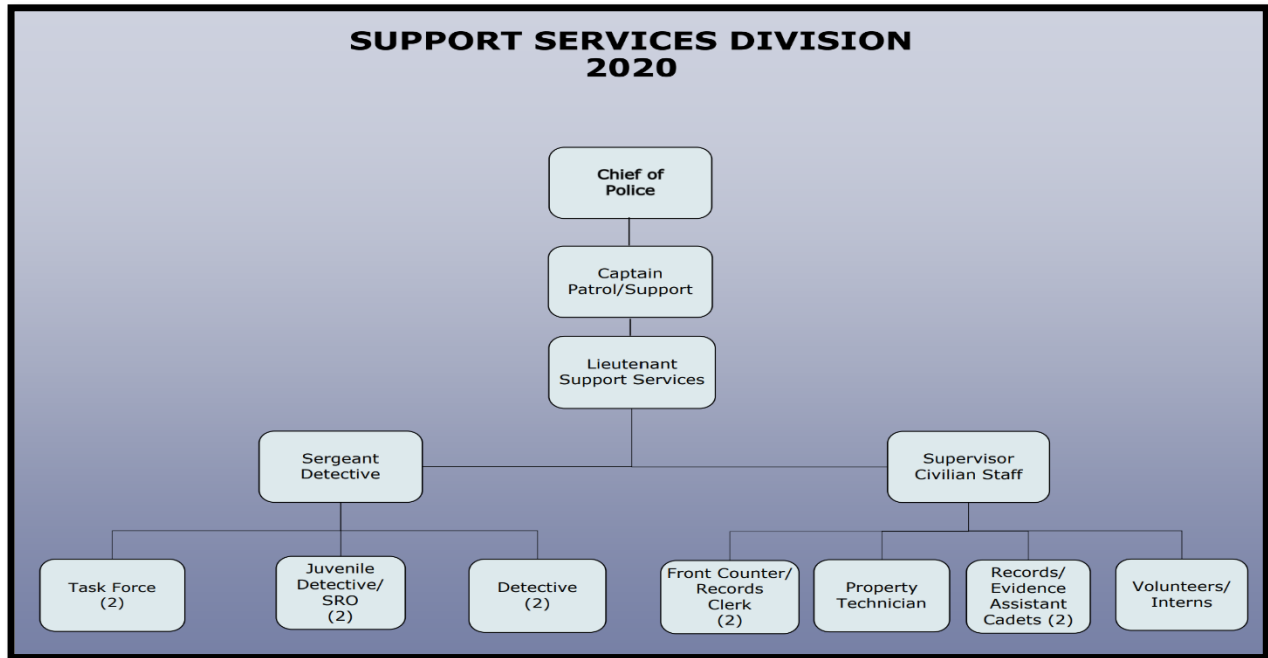 SUPPORT SERVICES DIVISION
2020
Chief of
Police
Captain
Patrol/Support
Lieutenant
Support Services
Sergeant
Detective
Supervisor
Civilian Staff
Task Force
(2)
Juvenile
Detective/
SRO
(2)
Detective
(2)
Front Counter/
Records
Clerk
(2)
Property
Technician
Records/
Evidence
Assistant
Cadets (2)
Volunteers/
Interns